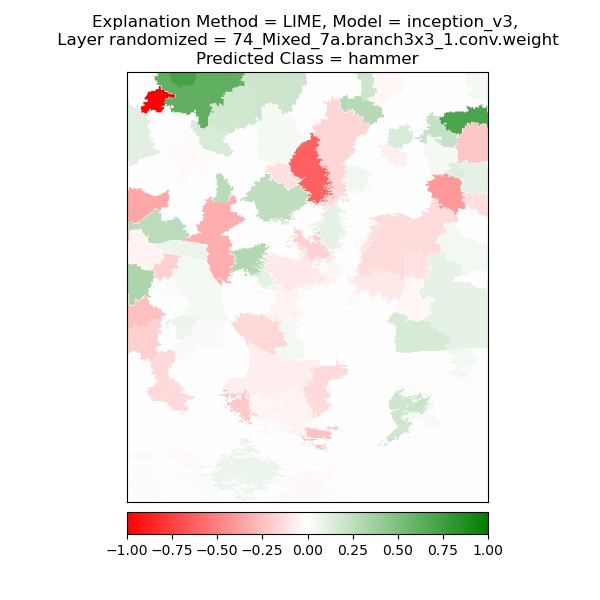 Explanation Method = LIME, Model = inception_v3,
Layer randomized = 74_Mixed_7a.branch3x3_1.conv.weight
Predicted Class = hammer
−1.00 −0.75 −0.50 −0.25 0.00 0.25 0.50 0.75 1.00